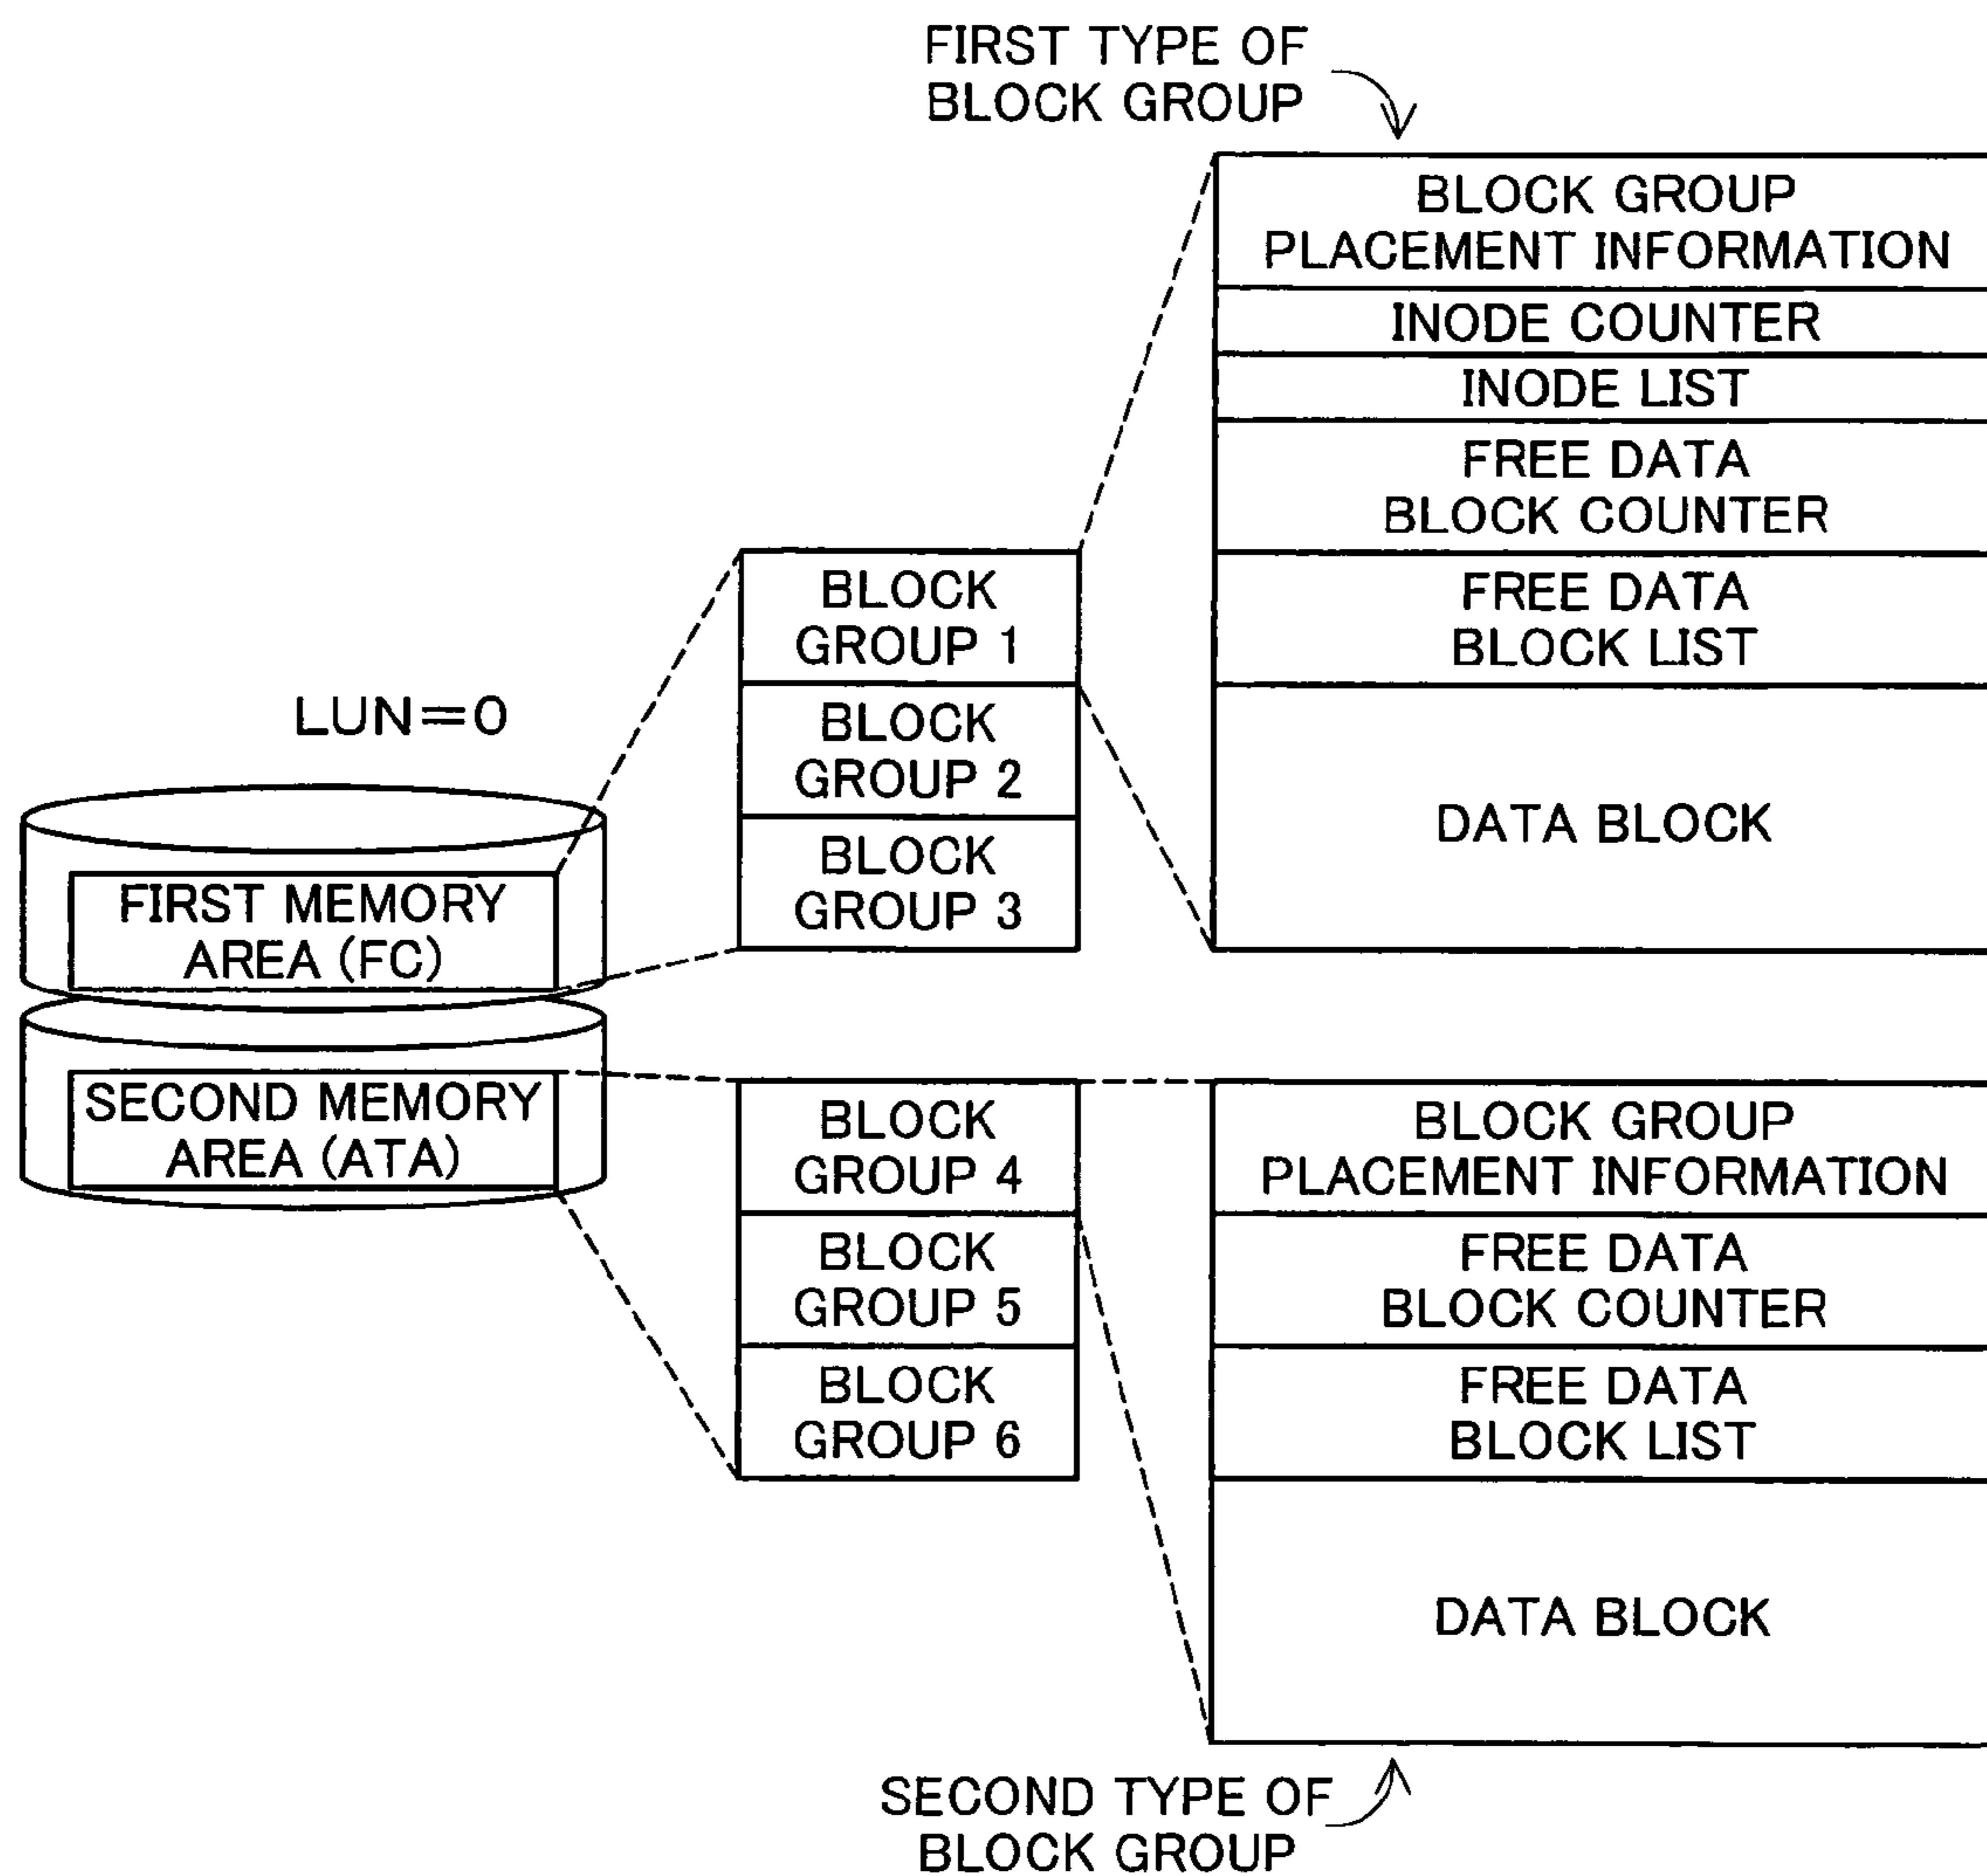 FIRST TYPE OF
BLOCK GROUP
BLOCK GROUP
PLACEMENT INFORMATION
INODE COUNTER
INODE LIST
FREE DATA
BLOCK COUNTER
FREE DATA
BLOCK LIST
DATA BLOCK
BLOCK
GROUP 1
BLOCK
GROUP 2
BLOCK
GROUP 3
LUN=0
FIRST MEMORY
AREA (FC)
SECOND MEMORY
AREA (ATA)
BLOCK
GROUP 4
BLOCK
GROUP 5
BLOCK
GROUP 6
BLOCK GROUP
PLACEMENT INFORMATION
FREE DATA
BLOCK COUNTER
FREE DATA
BLOCK LIST
DATA BLOCK
SECOND TYPE OF
BLOCK GROUP